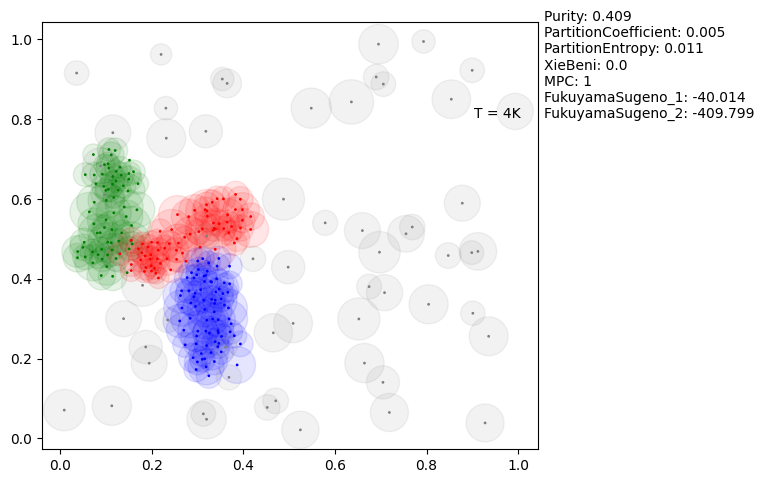 Purity: 0.409
PartitionCoefficient: 0.005
PartitionEntropy: 0.011
XieBeni: 0.0
MPC: 1
FukuyamaSugeno_1: -40.014
FukuyamaSugeno_2: -409.799
T = 4K
1.0
0.8
0.6
0.4
0.2
0.0
0.0 0.2 0.4 0.6 0.8 1.0